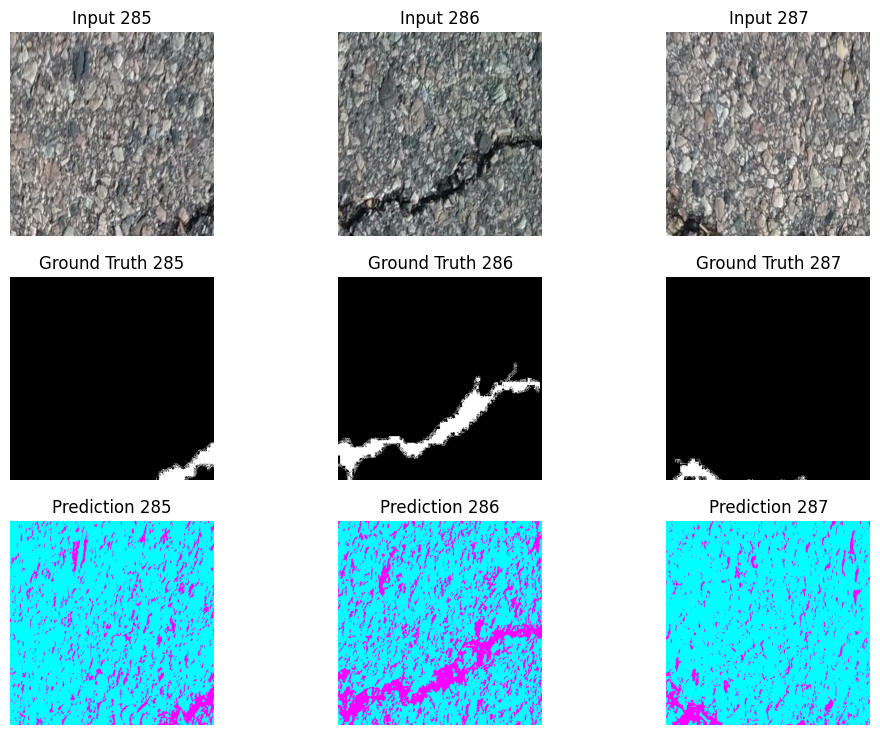 Input 285
Input 286
Input 287
Ground Truth 285
Ground Truth 286
Ground Truth 287
Prediction 285
Prediction 286
Prediction 287